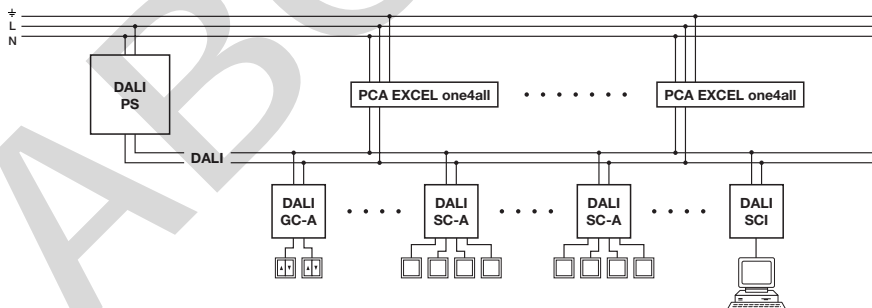 L
N
DALI
PS
PCA EXCEL one4all
PCA EXCEL one4all
DALI
DALI
GC-A
DALI
SC-A
DALI
SC-A
DALI
SCI